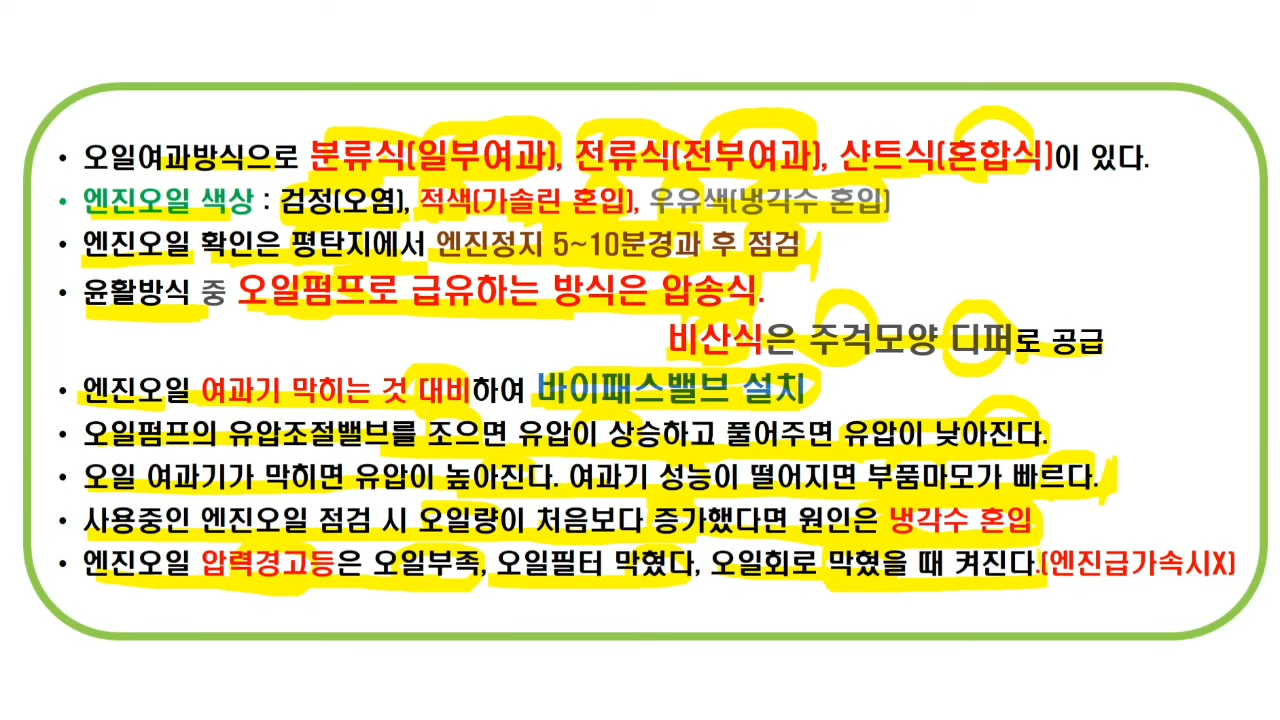 • 오일여과방식으로 분류식(일부여과), 전류식(전부여과), 샨트식(혼합식)이 있다.
• 엔진오일 색상 : 검정(오염), 적색(가솔린 혼입), 우유색(냉각수 혼입)
• 엔진오일 확인은 평탄지에서 엔진정지 5~10분경과 후 점검
• 윤활방식 중 오일펌프로 급유하는 방식은 압송식.
비산식은 주걱모양 디퍼로 공급
• 엔진오일 여과기 막히는 것 대비하여 바이패스밸브 설치
• 오일펌프의 유압조절밸브를 조으면 유압이 상승하고 풀어주면 유압이 낮아진다.
• 오일 여과기가 막히면 유압이 높아진다. 여과기 성능이 떨어지면 부품마모가 빠르다.
• 사용중인 엔진오일 점검 시 오일량이 처음보다 증가했다면 원인은 냉각수 혼입
• 엔진오일 압력경고등은 오일부족, 오일필터 막혔다, 오일회로 막혔을 때 켜진다.(엔진급가속시X)